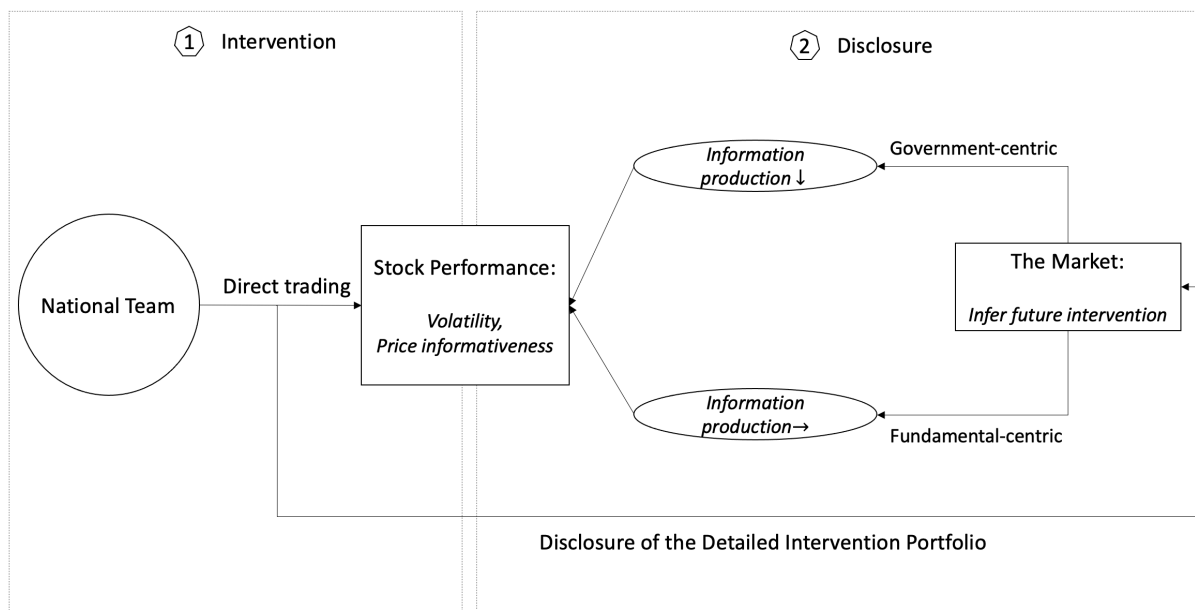 1 Intervention
2 Disclosure
Information
production↓
Government-centric
National Team
Direct trading
Stock Performance:
Volatility,
Price informativeness
The Market:
Infer future intervention
Information
production→
Fundamental-centric
Disclosure of the Detailed Intervention Portfolio